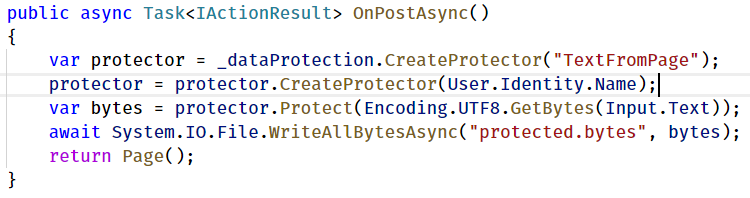 public async Task<IActionResult> OnPostAsync()
{
    var protector = _dataProtection.CreateProtector("TextFromPage");
    protector = protector.CreateProtector(User.Identity.Name);
    var bytes = protector.Protect(Encoding.UTF8.GetBytes(Input.Text));
    await System.IO.File.WriteAllBytesAsync("protected.bytes", bytes);
    return Page();
}